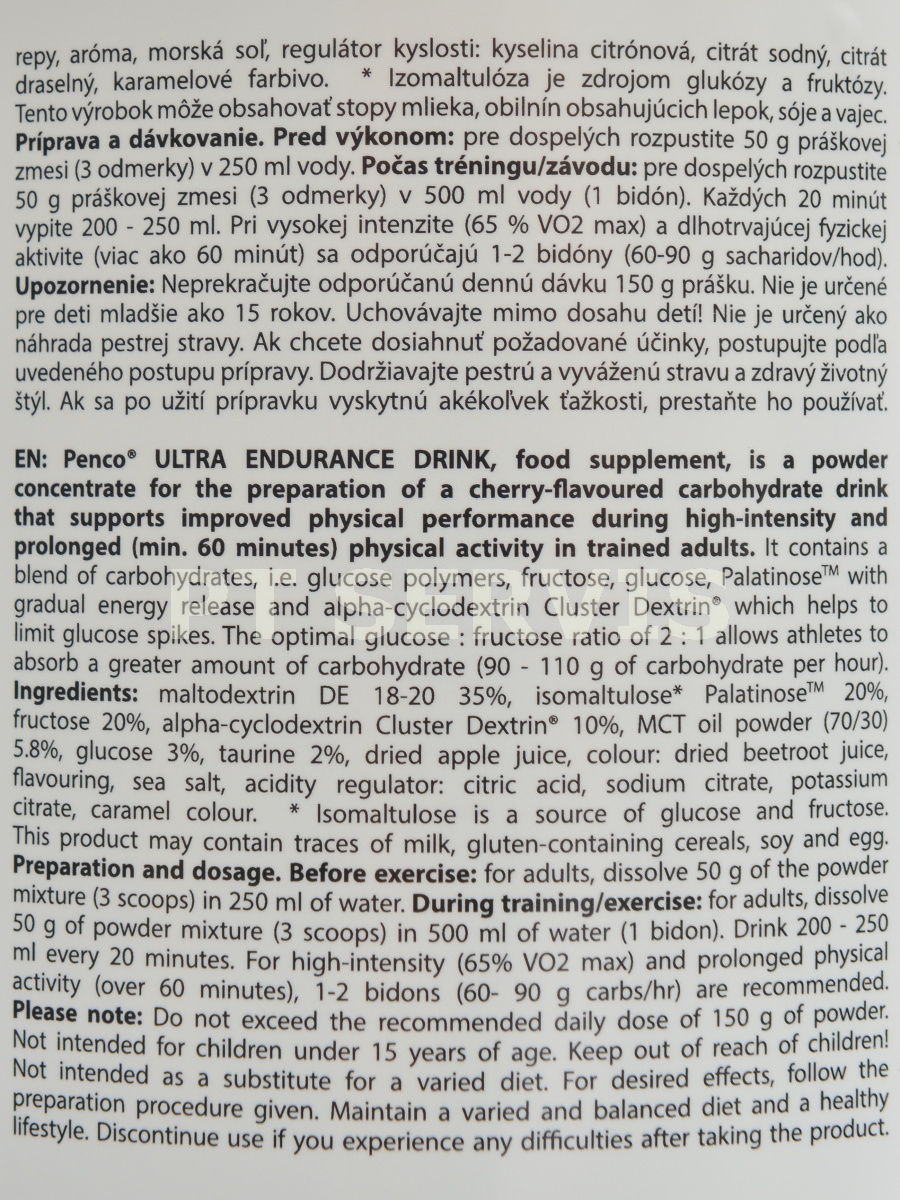 repy, aróma, morská soľ, regulátor kyslosti: kyselina citrónová, citrát sodný, citrát
draselný, karamelové farbivo. * Izomaltulóza je zdrojom glukózy a fruktózy.
Tento výrobok môže obsahovať stopy mlieka, obilnín obsahujúcich lepok, sóje a vajec.
Príprava a dávkovanie. Pred výkonom: pre dospelých rozpustite 50 g práškovej
zmesi (3 odmerky) v 250 ml vody. Počas tréningu/závodu: pre dospelých rozpustite
50 g práškovej zmesi (3 odmerky) v 500 ml vody (1 bidón). Každých 20 minút
vypite 200 - 250 ml. Pri vysokej intenzite (65 % VO2 max) a dlhotrvajúcej fyzickej
aktivite (viac ako 60 minút) sa odporúčajú 1-2 bidóny (60-90 g sacharidov/hod).
Upozornenie: Neprekračujte odporúčanú dennú dávku 150 g prášku. Nie je určené
pre deti mladšie ako 15 rokov. Uchovávajte mimo dosahu detí! Nie je určený ako
náhrada pestrej stravy. Ak chcete dosiahnuť požadované účinky, postupujte podľa
uvedeného postupu prípravy. Dodržiavajte pestrú a vyváženú stravu a zdravý životný
štýl. Ak sa po užití prípravku vyskytnú akékoľvek ťažkosti, prestaňte ho používať.
EN: Penco® ULTRA ENDURANCE DRINK, food supplement, is a powder
concentrate for the preparation of a cherry-flavoured carbohydrate drink
that supports improved physical performance during high-intensity and
prolonged (min. 60 minutes) physical activity in trained adults. It contains a
blend of carbohydrates, i.e. glucose polymers, fructose, glucose, Palatinose™ with
gradual energy release and alpha-cyclodextrin Cluster Dextrin® which helps to
limit glucose spikes. The optimal glucose : fructose ratio of 2 : 1 allows athletes to
PT SERVIS
absorb a greater amount of carbohydrate (90 - 110 g of carbohydrate per hour).
Ingredients: maltodextrin DE 18-20 35%, isomaltulose* Palatinose™ 20%,
fructose 20%, alpha-cyclodextrin Cluster Dextrin® 10%, MCT oil powder (70/30)
5.8%, glucose 3%, taurine 2%, dried apple juice, colour: dried beetroot juice,
flavouring, sea salt, acidity regulator: citric acid, sodium citrate, potassium
citrate, caramel colour. * Isomaltulose is a source of glucose and fructose.
This product may contain traces of milk, gluten-containing cereals, soy and egg.
Preparation and dosage. Before exercise: for adults, dissolve 50 g of the powder
mixture (3 scoops) in 250 ml of water. During training/exercise: for adults, dissolve
50 g of powder mixture (3 scoops) in 500 ml of water (1 bidon). Drink 200 - 250
ml every 20 minutes. For high-intensity (65% VO2 max) and prolonged physical
activity (over 60 minutes), 1-2 bidons (60- 90 g carbs/hr) are recommended.
Please note: Do not exceed the recommended daily dose of 150 g of powder.
Not intended for children under 15 years of age. Keep out of reach of children!
Not intended as a substitute for a varied diet. For desired effects, follow the
preparation procedure given. Maintain a varied and balanced diet and a healthy
lifestyle. Discontinue use if you experience any difficulties after taking the product.